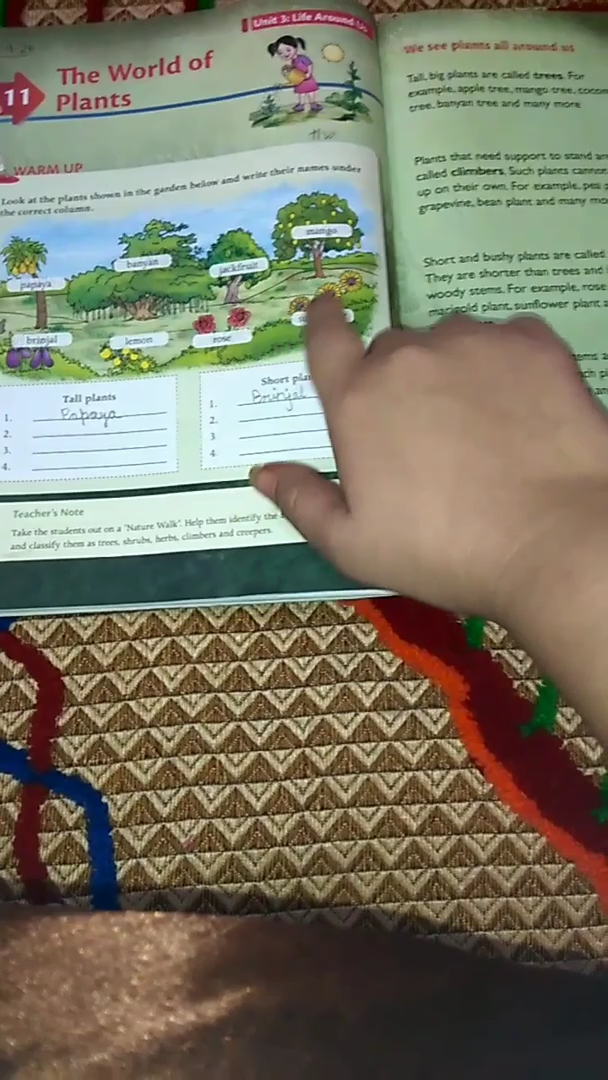 Unit 3: Life Around Us
11
The World of
Plants
WARM UP
Look at the plants shown in the garden below and write their names under
the correct column.
mango
banyan
jackfruit
papaya
brinjal
lemon
rose
Tall plants
1. Papaya
2.
3.
4.
Short
1. Brinjal
2.
3.
4.
Teacher's Note
Take the students out on a "Nature Walk". Help them identify the
and classify them as trees, shrubs, herbs, climbers and creepers.
We see plants all around us
Tall, big plants are called trees. For
example, apple tree, mango tree,
tree, banyan tree and many more
Plants that need support to stand
called climbers. Such plants
up on their own. For example, pea
grapevine, bean plant and many
Short and bushy plants are called
They are shorter than trees and
woody stems. For example, rose
marigold plant, sunflower plant